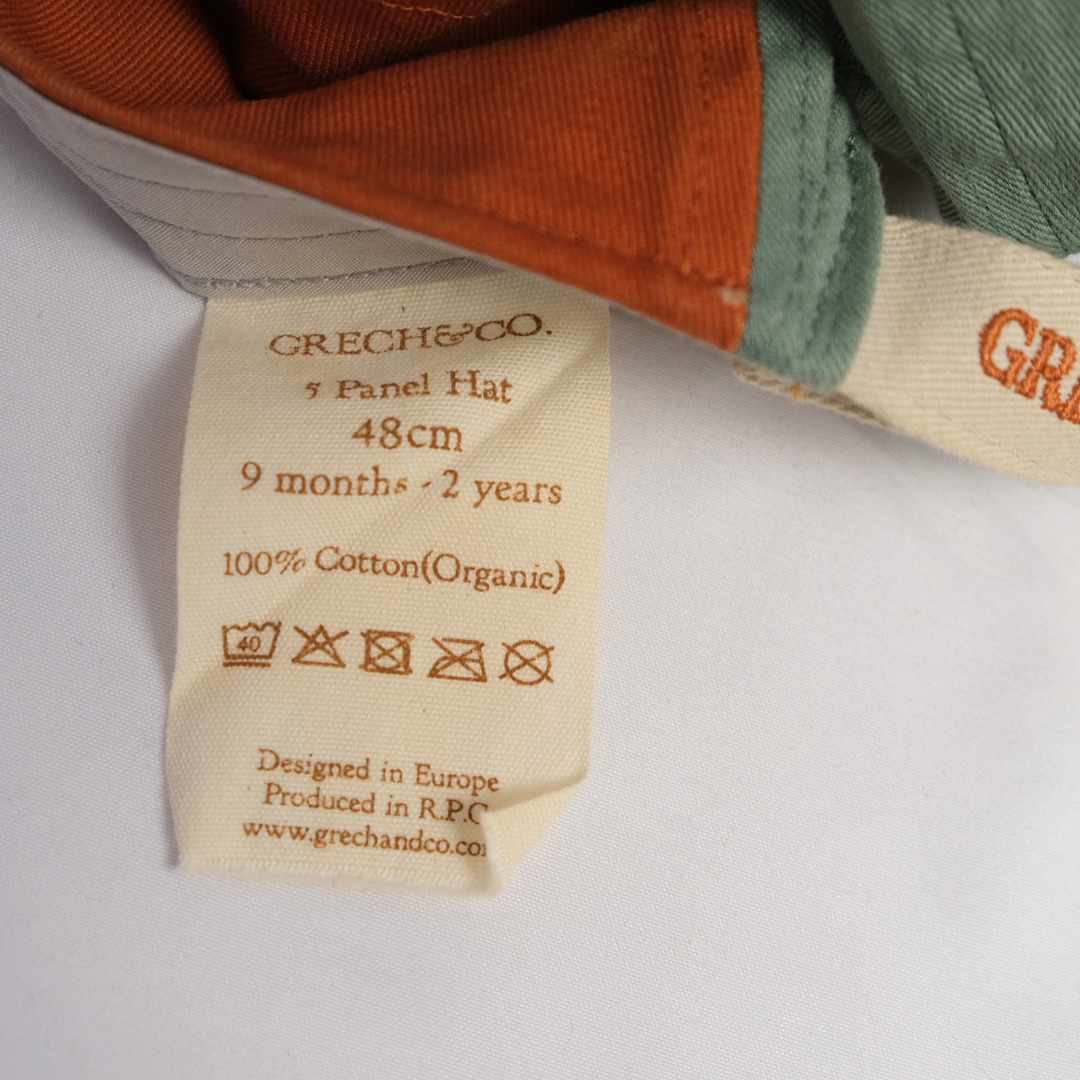 GRECH&CO.
5 Panel Hat
48cm
9 months - 2 years
100% Cotton(Organic)
40
Designed in Europe
Produced in R.P.C
www.grechandco.co
GR